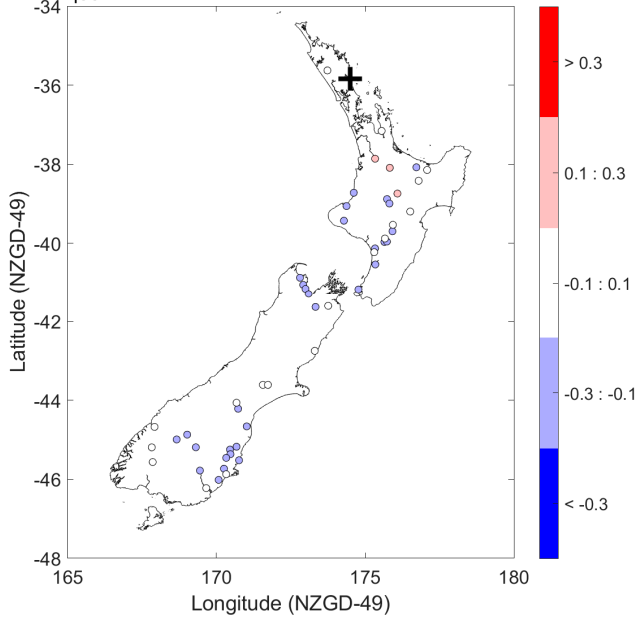 -34
-36
-38
-40
-42
-44
-46
-48
165
170
175
180
Longitude (NZGD-49)
Latitude (NZGD-49)
> 0.3
0.1 : 0.3
-0.1 : 0.1
-0.3 : -0.1
< -0.3